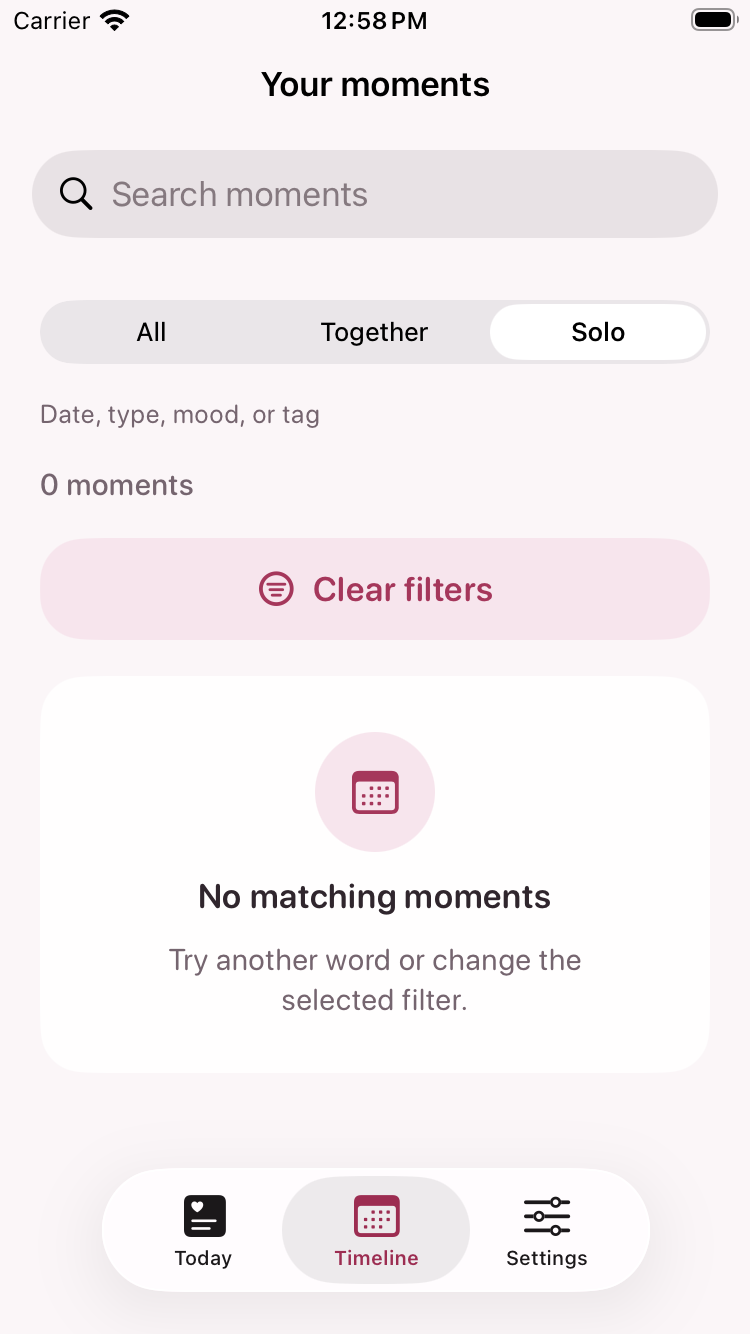 Carrier 12:58 PM
Your moments
Search moments
All Together Solo
Date, type, mood, or tag
0 moments
Clear filters
No matching moments
Try another word or change the
selected filter.
Today Timeline Settings